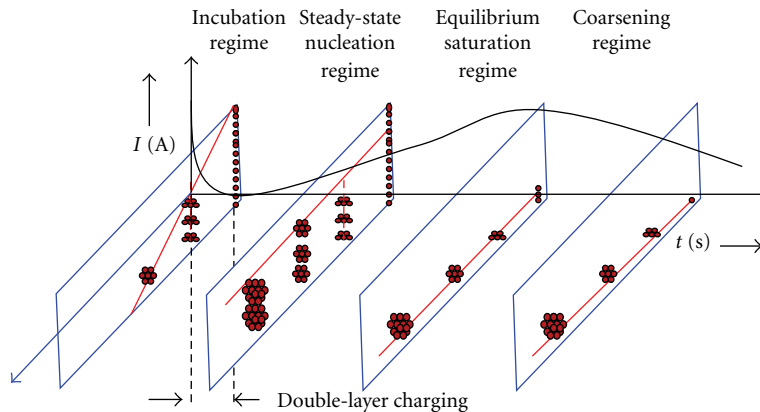 Incubation
regime
Steady-state
nucleation
regime
Equilibrium
saturation
regime
Coarsening
regime
I (A)
t (s)
Double-layer charging